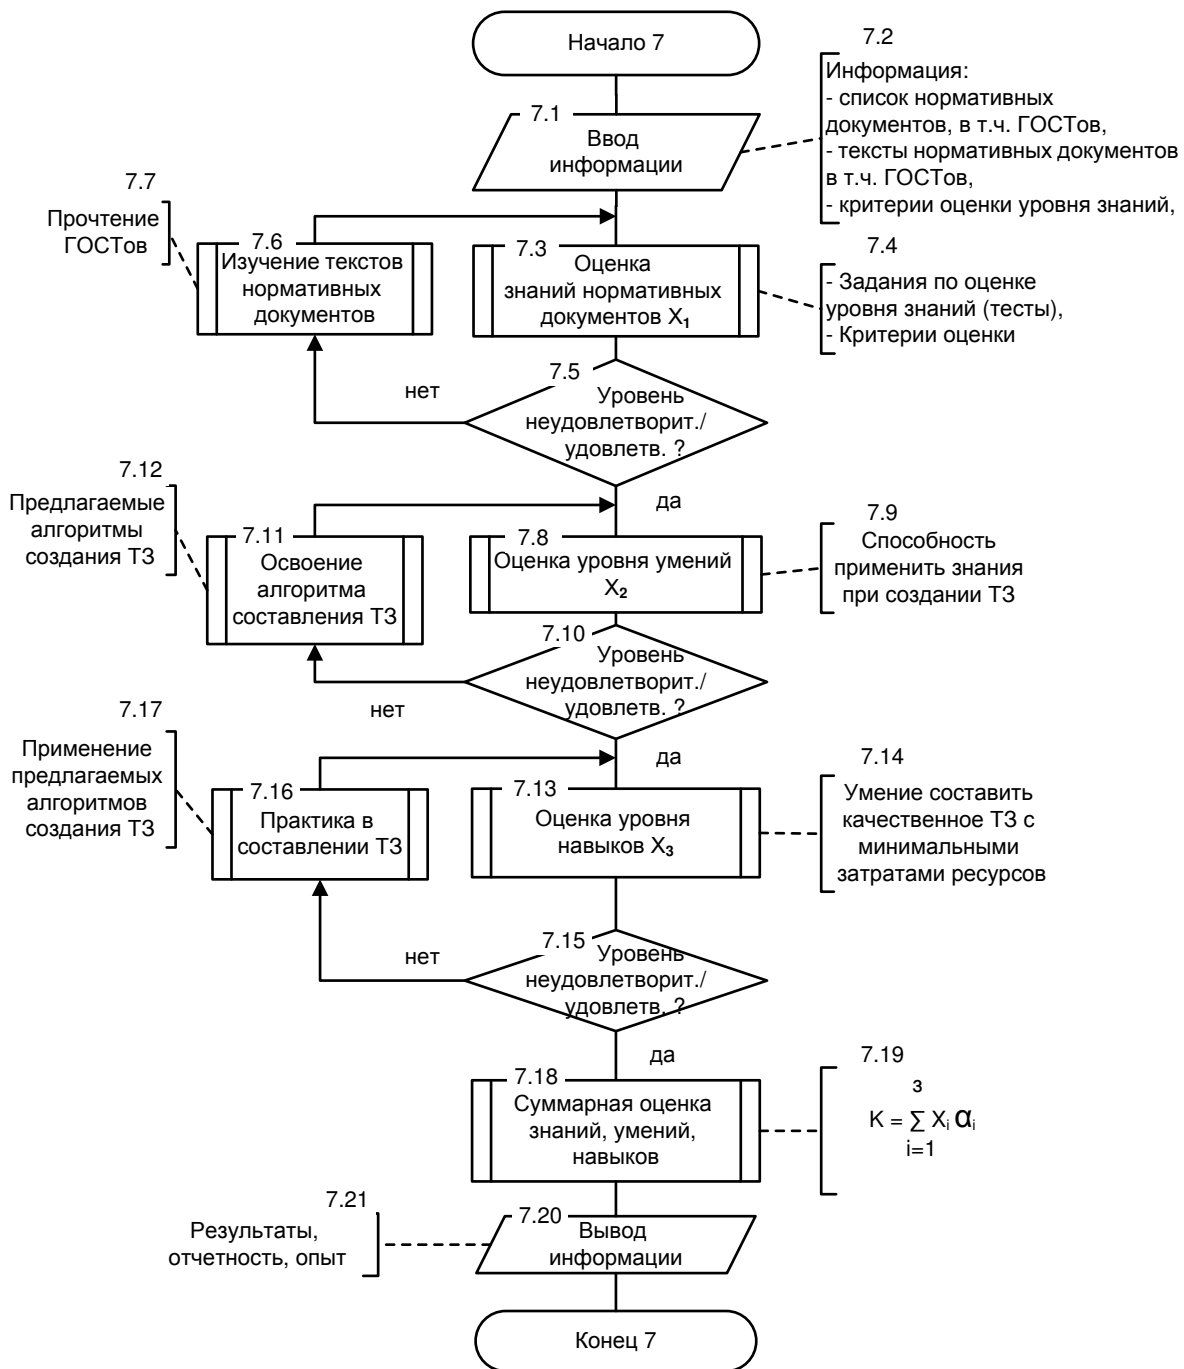 Начало 7
7.2
Информация:
- список нормативных
документов, в т.ч. ГОСТов,
- тексты нормативных документов
в т.ч. ГОСТов,
- критерии оценки уровня знаний,
7.1
Ввод
информации
7.7
Прочтение
ГОСТов
7.6
Изучение текстов
нормативных
документов
7.3
Оценка
знаний нормативных
документов X₁
7.4
- Задания по оценке
уровня знаний (тесты),
- Критерии оценки
7.5
Уровень
неудовлетворит./
удовлетв. ?
нет
да
7.12
Предлагаемые
алгоритмы
создания ТЗ
7.11
Освоение
алгоритма
составления ТЗ
7.8
Оценка уровня умений
X₂
7.9
Способность
применить знания
при создании ТЗ
7.10
Уровень
неудовлетворит./
удовлетв. ?
нет
да
7.17
Применение
предлагаемых
алгоритмов
создания ТЗ
7.16
Практика в
составлении ТЗ
7.13
Оценка уровня
навыков X₃
7.14
Умение составить
качественное ТЗ с
минимальными
затратами ресурсов
7.15
Уровень
неудовлетворит./
удовлетв. ?
нет
да
7.18
Суммарная оценка
знаний, умений,
навыков
7.19
3
K = ∑ Xᵢ αᵢ
i=1
7.21
Результаты,
отчетность, опыт
7.20
Вывод
информации
Конец 7